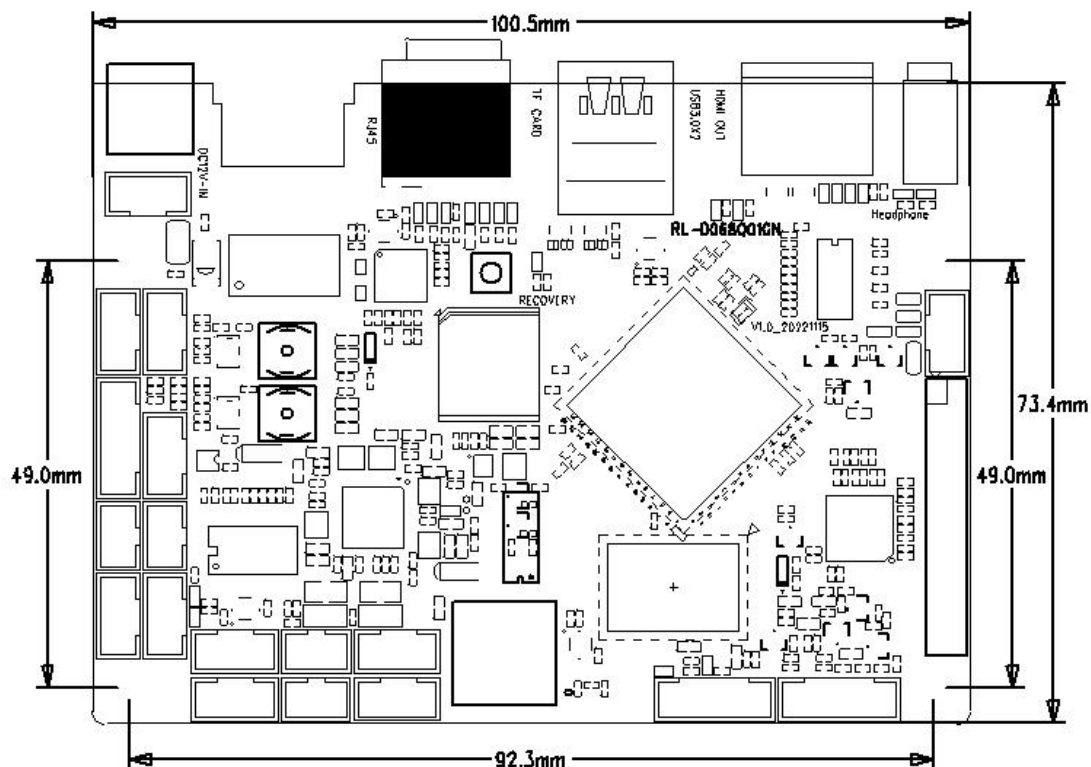 100.5mm
RJ45
TF CARD
USB3.0X2
HDMI OUT
DC12V-IN
Headphone
RL-D068Q01GN
RECOVERY
V1.0_20221115
73.4mm
49.0mm
49.0mm
92.3mm